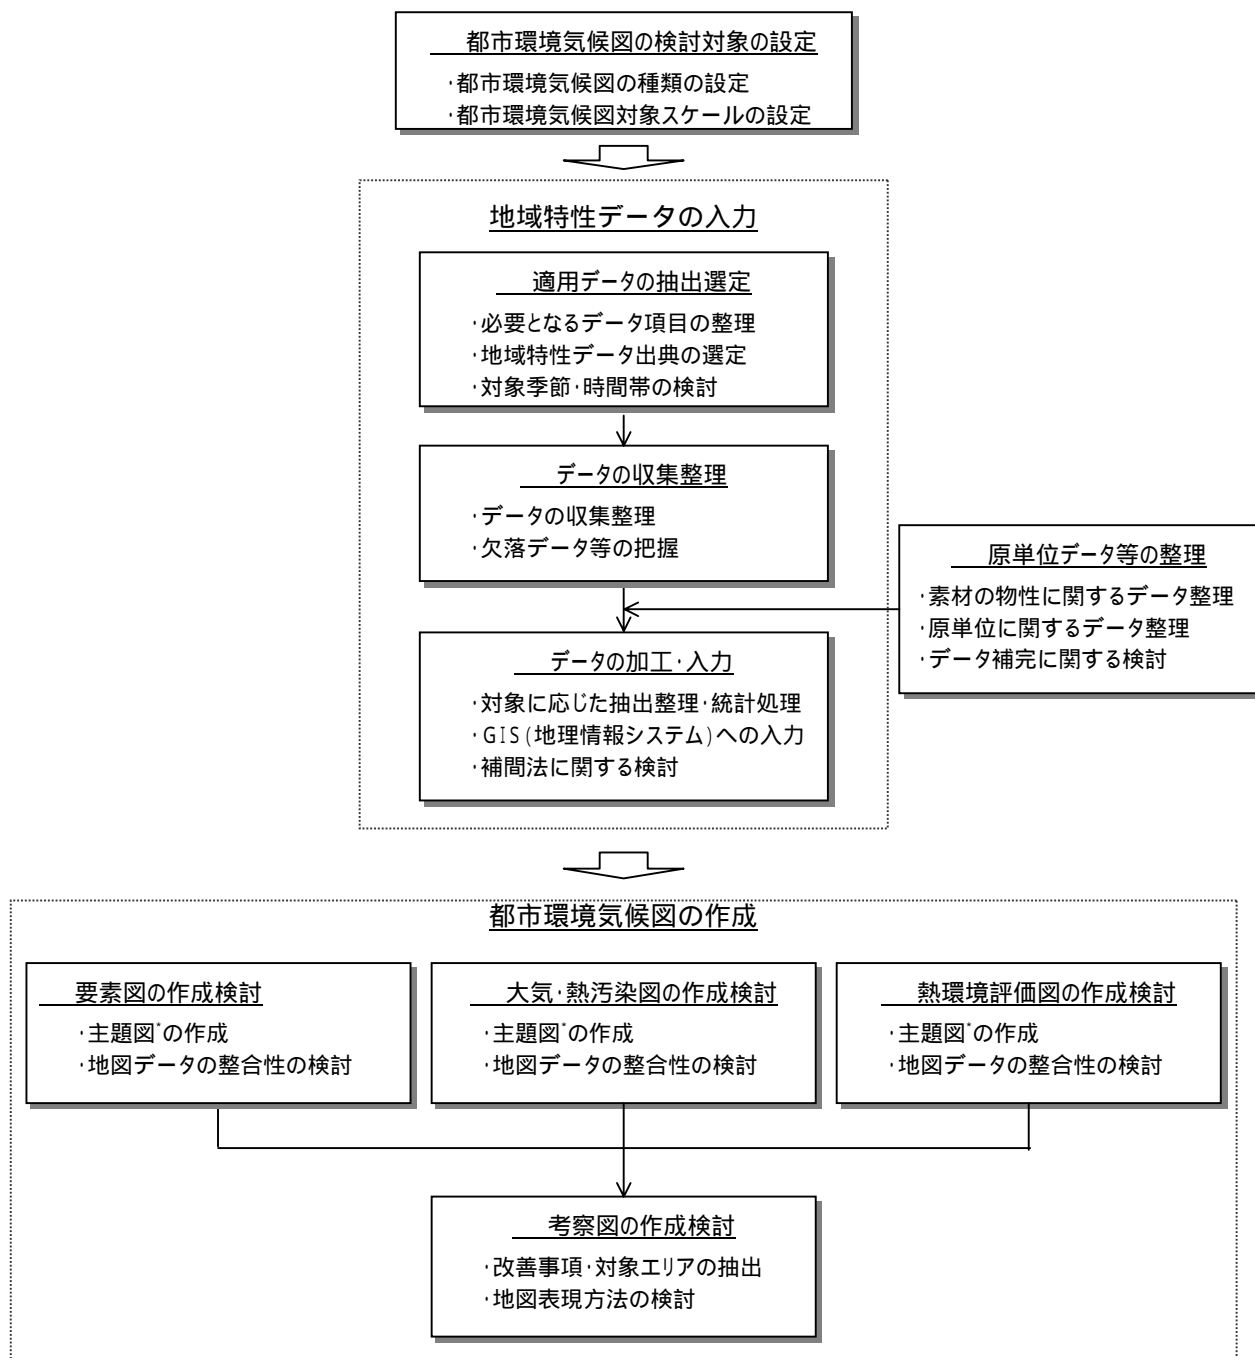 都市環境気候図の検討対象の設定
・都市環境気候図の種類の設定
・都市環境気候図対象スケールの設定
地域特性データの入力
適用データの抽出選定
・必要となるデータ項目の整理
・地域特性データ出典の選定
・対象季節・時間帯の検討
データの収集整理
・データの収集整理
・欠落データ等の把握
原単位データ等の整理
・素材の物性に関するデータ整理
・原単位に関するデータ整理
・データ補完に関する検討
データの加工・入力
・対象に応じた抽出整理・統計処理
・GIS(地理情報システム)への入力
・補間法に関する検討
都市環境気候図の作成
要素図の作成検討
・主題図*の作成
・地図データの整合性の検討
大気・熱汚染図の作成検討
・主題図*の作成
・地図データの整合性の検討
熱環境評価図の作成検討
・主題図*の作成
・地図データの整合性の検討
考察図の作成検討
・改善事項・対象エリアの抽出
・地図表現方法の検討